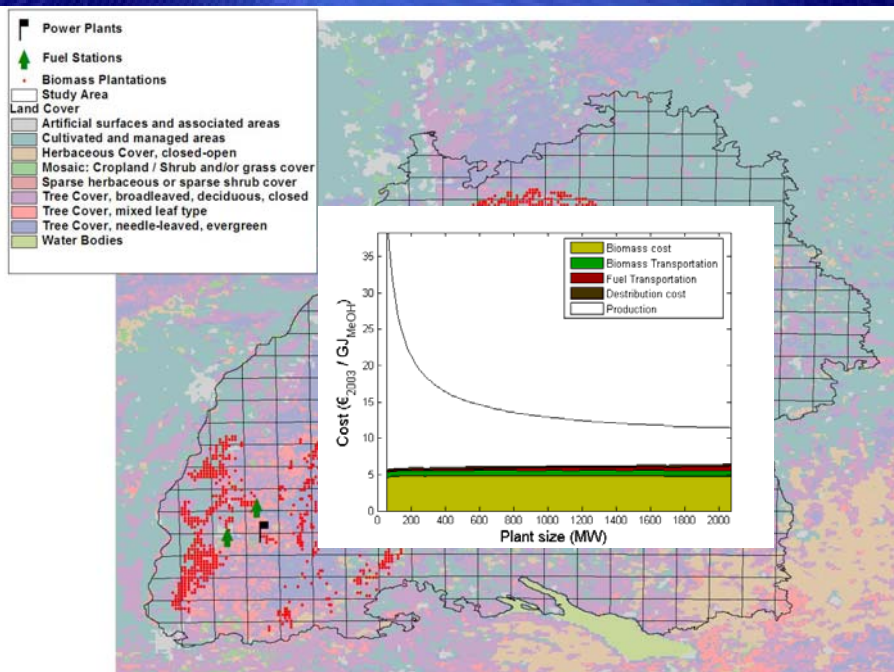 Power Plants
Fuel Stations
Biomass Plantations
Study Area
Land Cover
Artificial surfaces and associated areas
Cultivated and managed areas
Herbaceous Cover, closed-open
Mosaic: Cropland / Shrub and/or grass cover
Sparse herbaceous or sparse shrub cover
Tree Cover, broadleaved, deciduous, closed
Tree Cover, mixed leaf type
Tree Cover, needle-leaved, evergreen
Water Bodies
Biomass cost
Biomass Transportation
Fuel Transportation
Destribution cost
Production
Cost (€2003 / GJMeOH)
35
30
25
20
15
10
5
0
0 200 400 600 800 1000 1200 1400 1600 1800 2000
Plant size (MW)